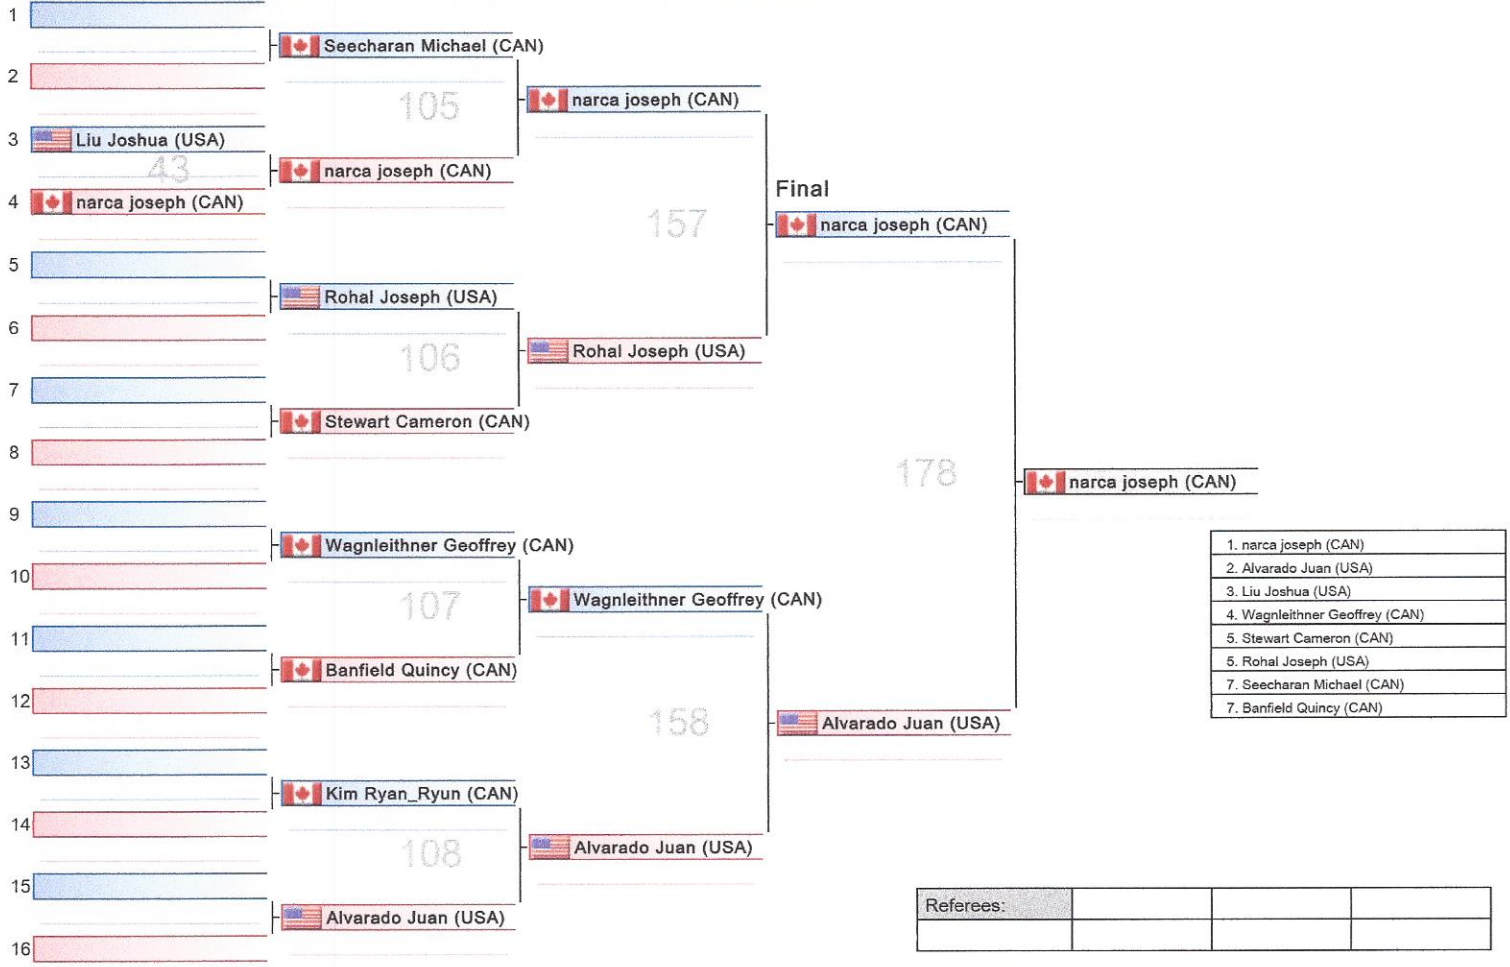 1
Seecharan Michael (CAN)
2
105
narca joseph (CAN)
3
Liu Joshua (USA)
43
narca joseph (CAN)
4
narca joseph (CAN)
Final
157
narca joseph (CAN)
5
Rohal Joseph (USA)
6
106
Rohal Joseph (USA)
7
Stewart Cameron (CAN)
8
178
narca joseph (CAN)
9
Wagnleithner Geoffrey (CAN)
10
107
Wagnleithner Geoffrey (CAN)
11
Banfield Quincy (CAN)
12
158
Alvarado Juan (USA)
13
Kim Ryan_Ryun (CAN)
14
108
Alvarado Juan (USA)
15
Alvarado Juan (USA)
16
1. narca joseph (CAN)
2. Alvarado Juan (USA)
3. Liu Joshua (USA)
4. Wagnleithner Geoffrey (CAN)
5. Stewart Cameron (CAN)
5. Rohal Joseph (USA)
7. Seecharan Michael (CAN)
7. Banfield Quincy (CAN)
Referees: